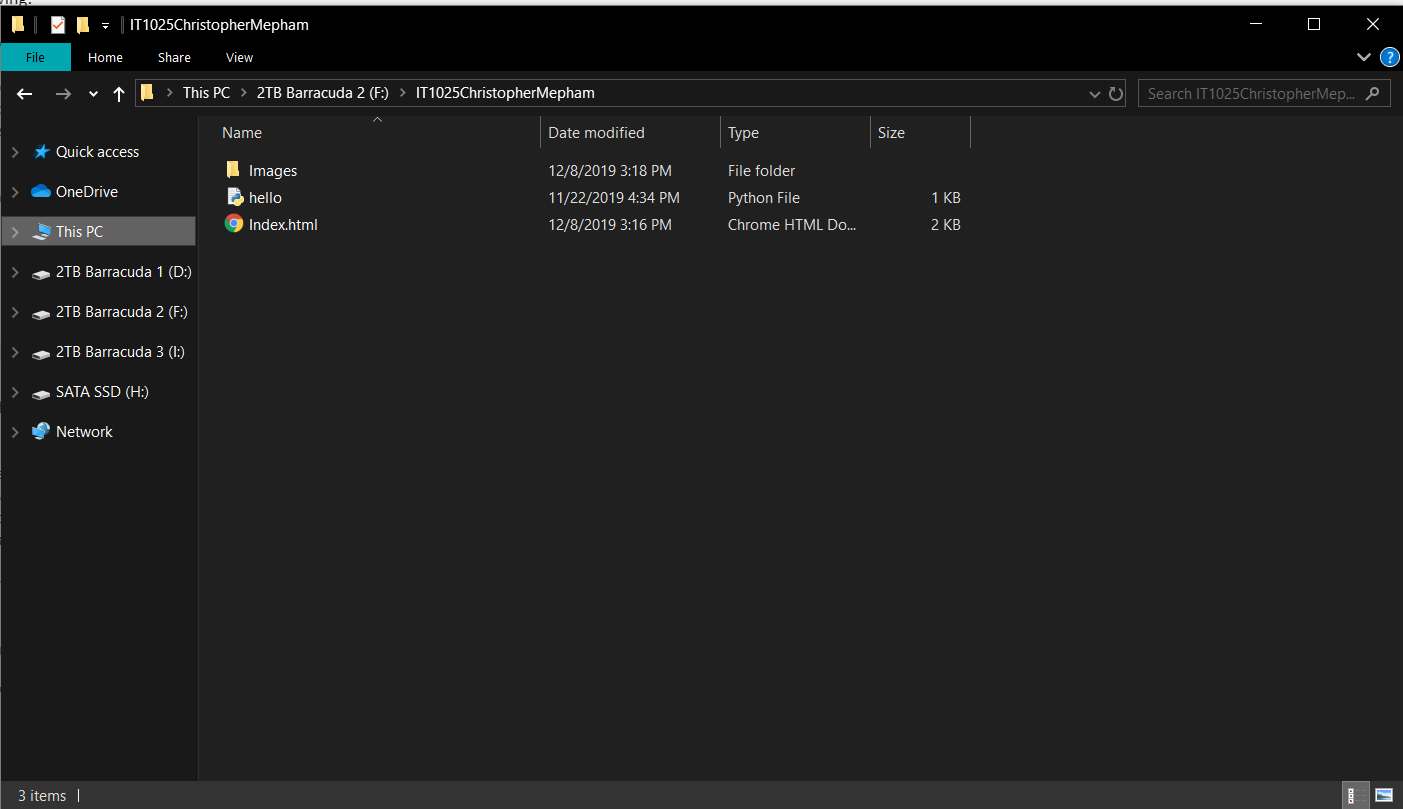 ving.
IT1025ChristopherMepham
File Home Share View
?
This PC 2TB Barracuda 2 (F:) IT1025ChristopherMepham
Search IT1025ChristopherMep...
Name Date modified Type Size
Quick access
OneDrive
This PC
2TB Barracuda 1 (D:)
2TB Barracuda 2 (F:)
2TB Barracuda 3 (I:)
SATA SSD (H:)
Network
Images 12/8/2019 3:18 PM File folder
hello 11/22/2019 4:34 PM Python File 1 KB
Index.html 12/8/2019 3:16 PM Chrome HTML Do... 2 KB
3 items